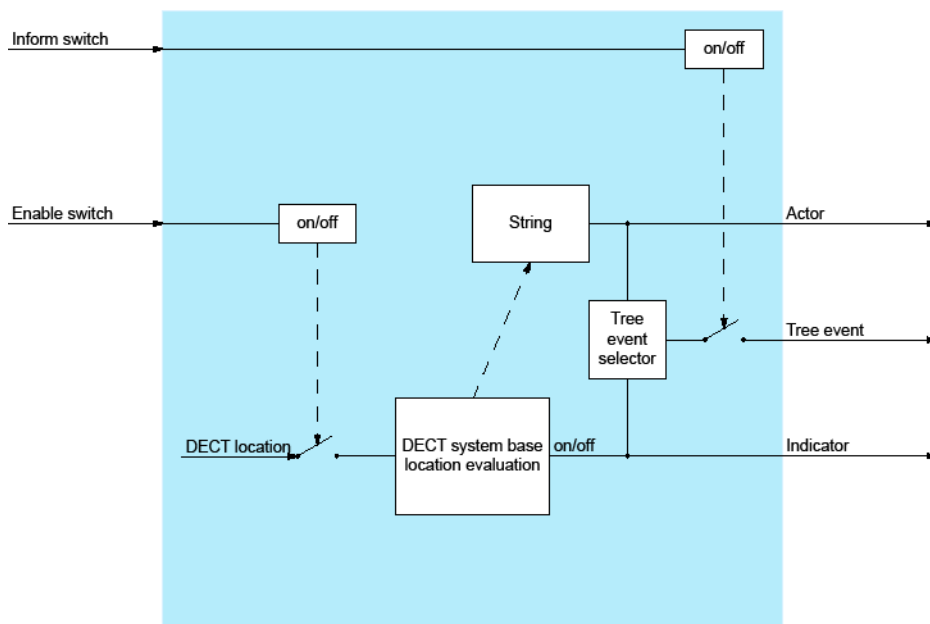 Inform switch
on/off
Enable switch
on/off
String
Actor
Tree
event
selector
Tree event
DECT location
DECT system base
location evaluation
on/off
Indicator